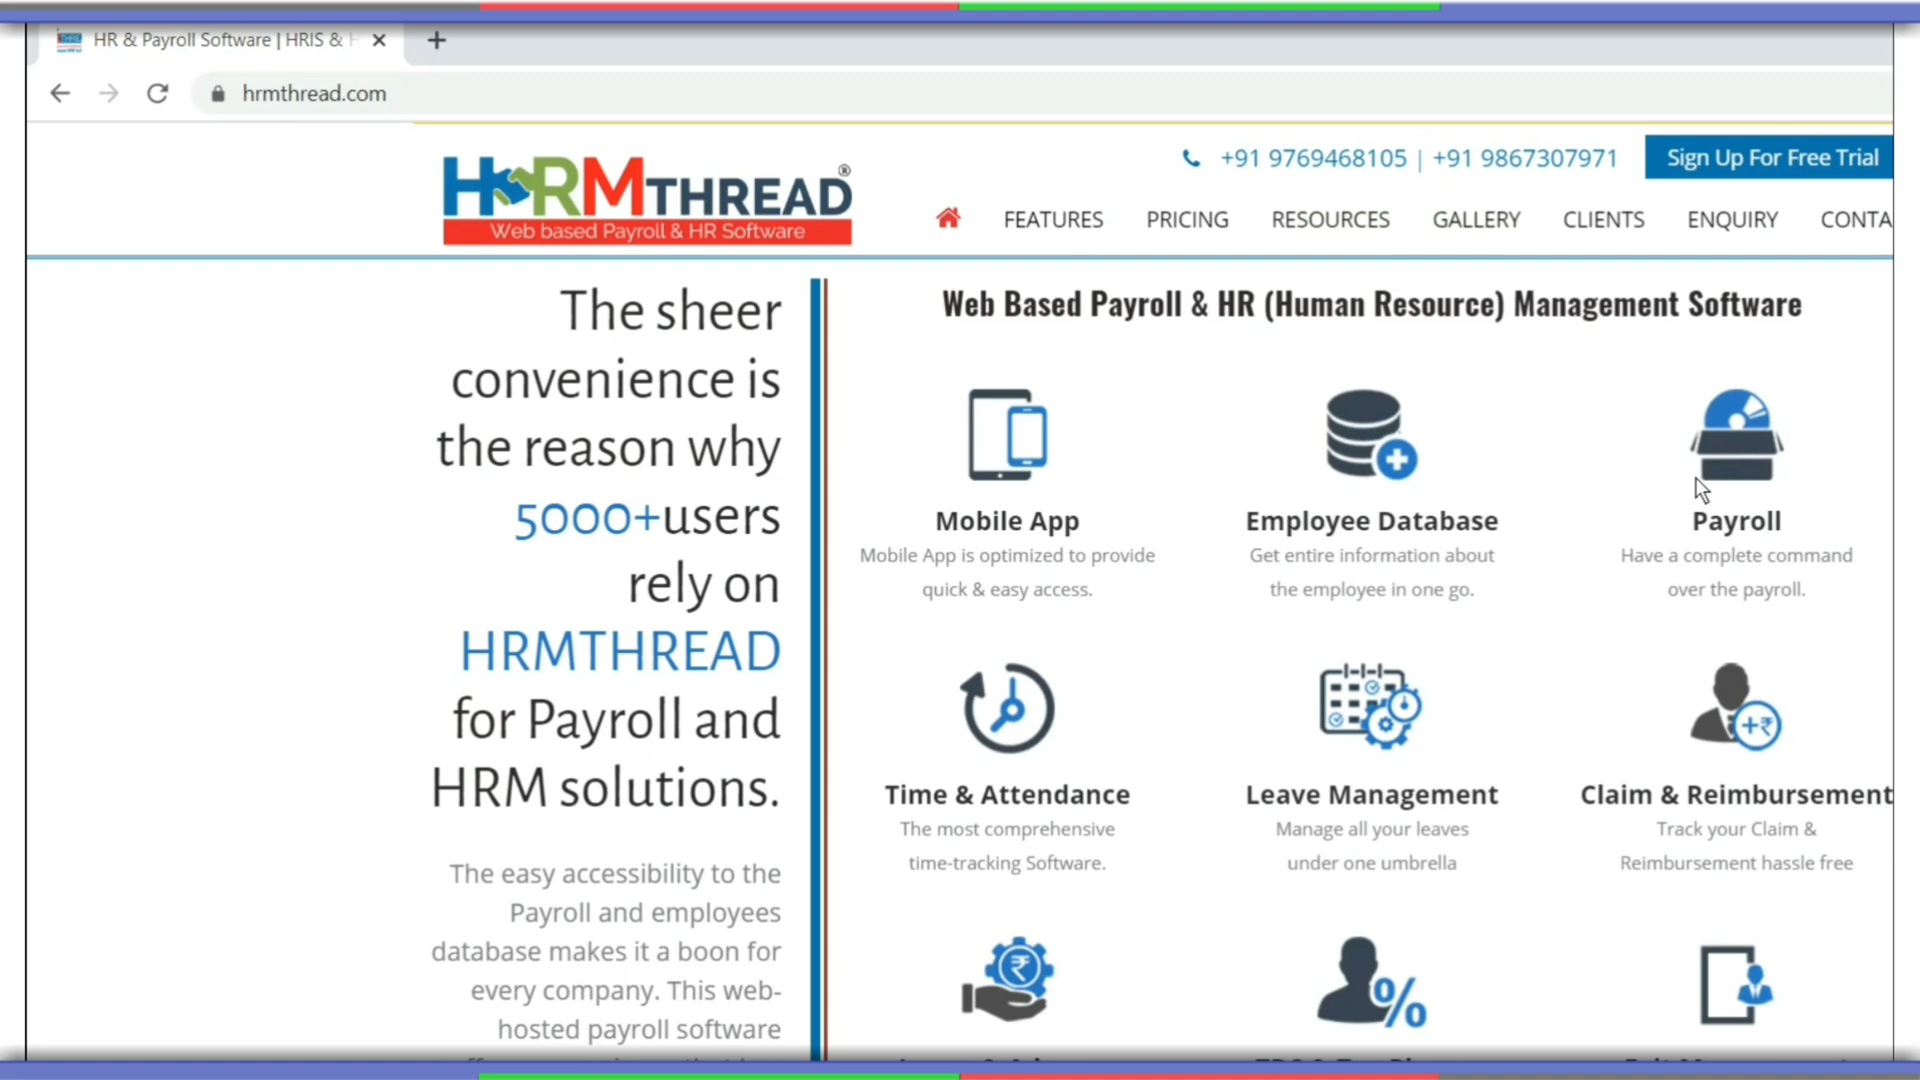 HR & Payroll Software | HRIS &
hrmthread.com
+91 9769468105 | +91 9867307971
Sign Up For Free Trial
HRMTHREAD®
Web based Payroll & HR Software
FEATURES
PRICING
RESOURCES
GALLERY
CLIENTS
ENQUIRY
CONTA
The sheer
convenience is
the reason why
5000+users
rely on
HRMTHREAD
for Payroll and
HRM solutions.
The easy accessibility to the
Payroll and employees
database makes it a boon for
every company. This web-
hosted payroll software
Web Based Payroll & HR (Human Resource) Management Software
Mobile App
Mobile App is optimized to provide
quick & easy access.
Employee Database
Get entire information about
the employee in one go.
Payroll
Have a complete command
over the payroll.
Time & Attendance
The most comprehensive
time-tracking Software.
Leave Management
Manage all your leaves
under one umbrella
Claim & Reimbursement
Track your Claim &
Reimbursement hassle free